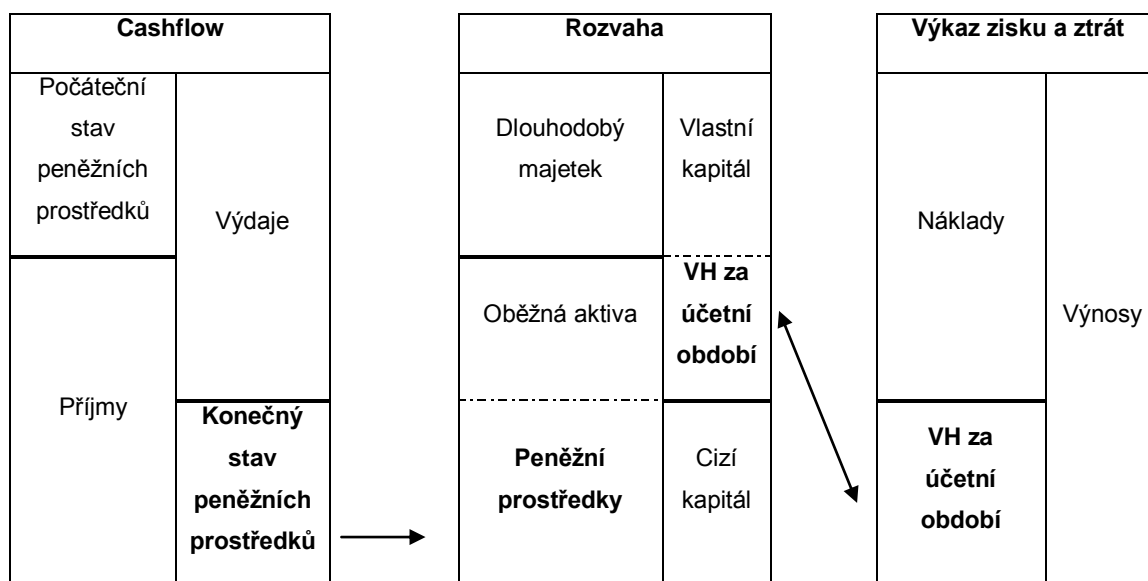 Cashflow
Počáteční
stav
peněžních
prostředků
Výdaje
Příjmy
Konečný
stav
peněžních
prostředků
Rozvaha
Dlouhodobý
majetek
Vlastní
kapitál
Oběžná aktiva
VH za
účetní
období
Peněžní
prostředky
Cizí
kapitál
Výkaz zisku a ztrát
Náklady
Výnosy
VH za
účetní
období